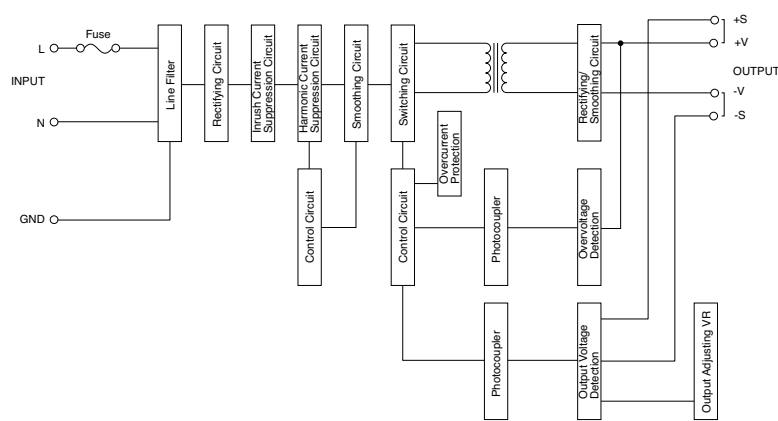 Fuse
L
INPUT
N
GND
Line Filter
Rectifying Circuit
Inrush Current
Suppression Circuit
Harmonic Current
Suppression Circuit
Smoothing Circuit
Switching Circuit
Rectifying/
Smoothing Circuit
+S
+V
OUTPUT
-V
-S
Overcurrent
Protection
Control Circuit
Control Circuit
Photocoupler
Overvoltage
Detection
Photocoupler
Output Voltage
Detection
Output Adjusting VR